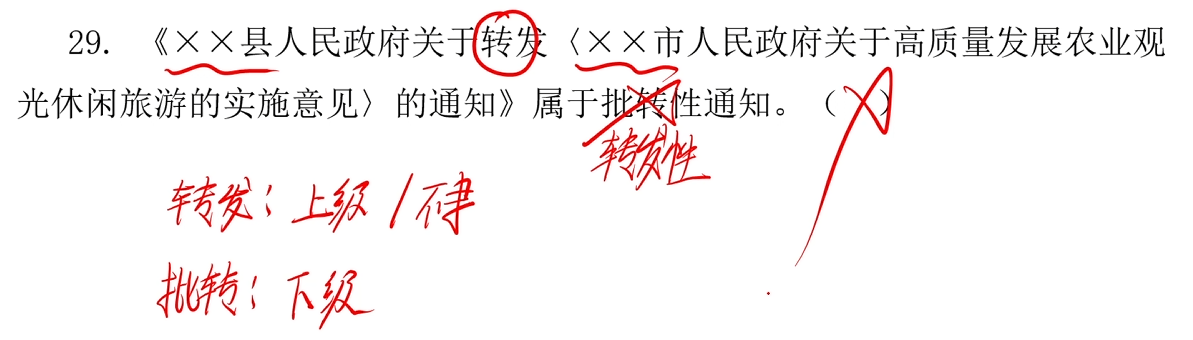 29. 《××县人民政府关于转发〈××市人民政府关于高质量发展农业观
光休闲旅游的实施意见〉的通知》属于批转性通知。（×）
转发性
转发：上级/不隶
批转：下级